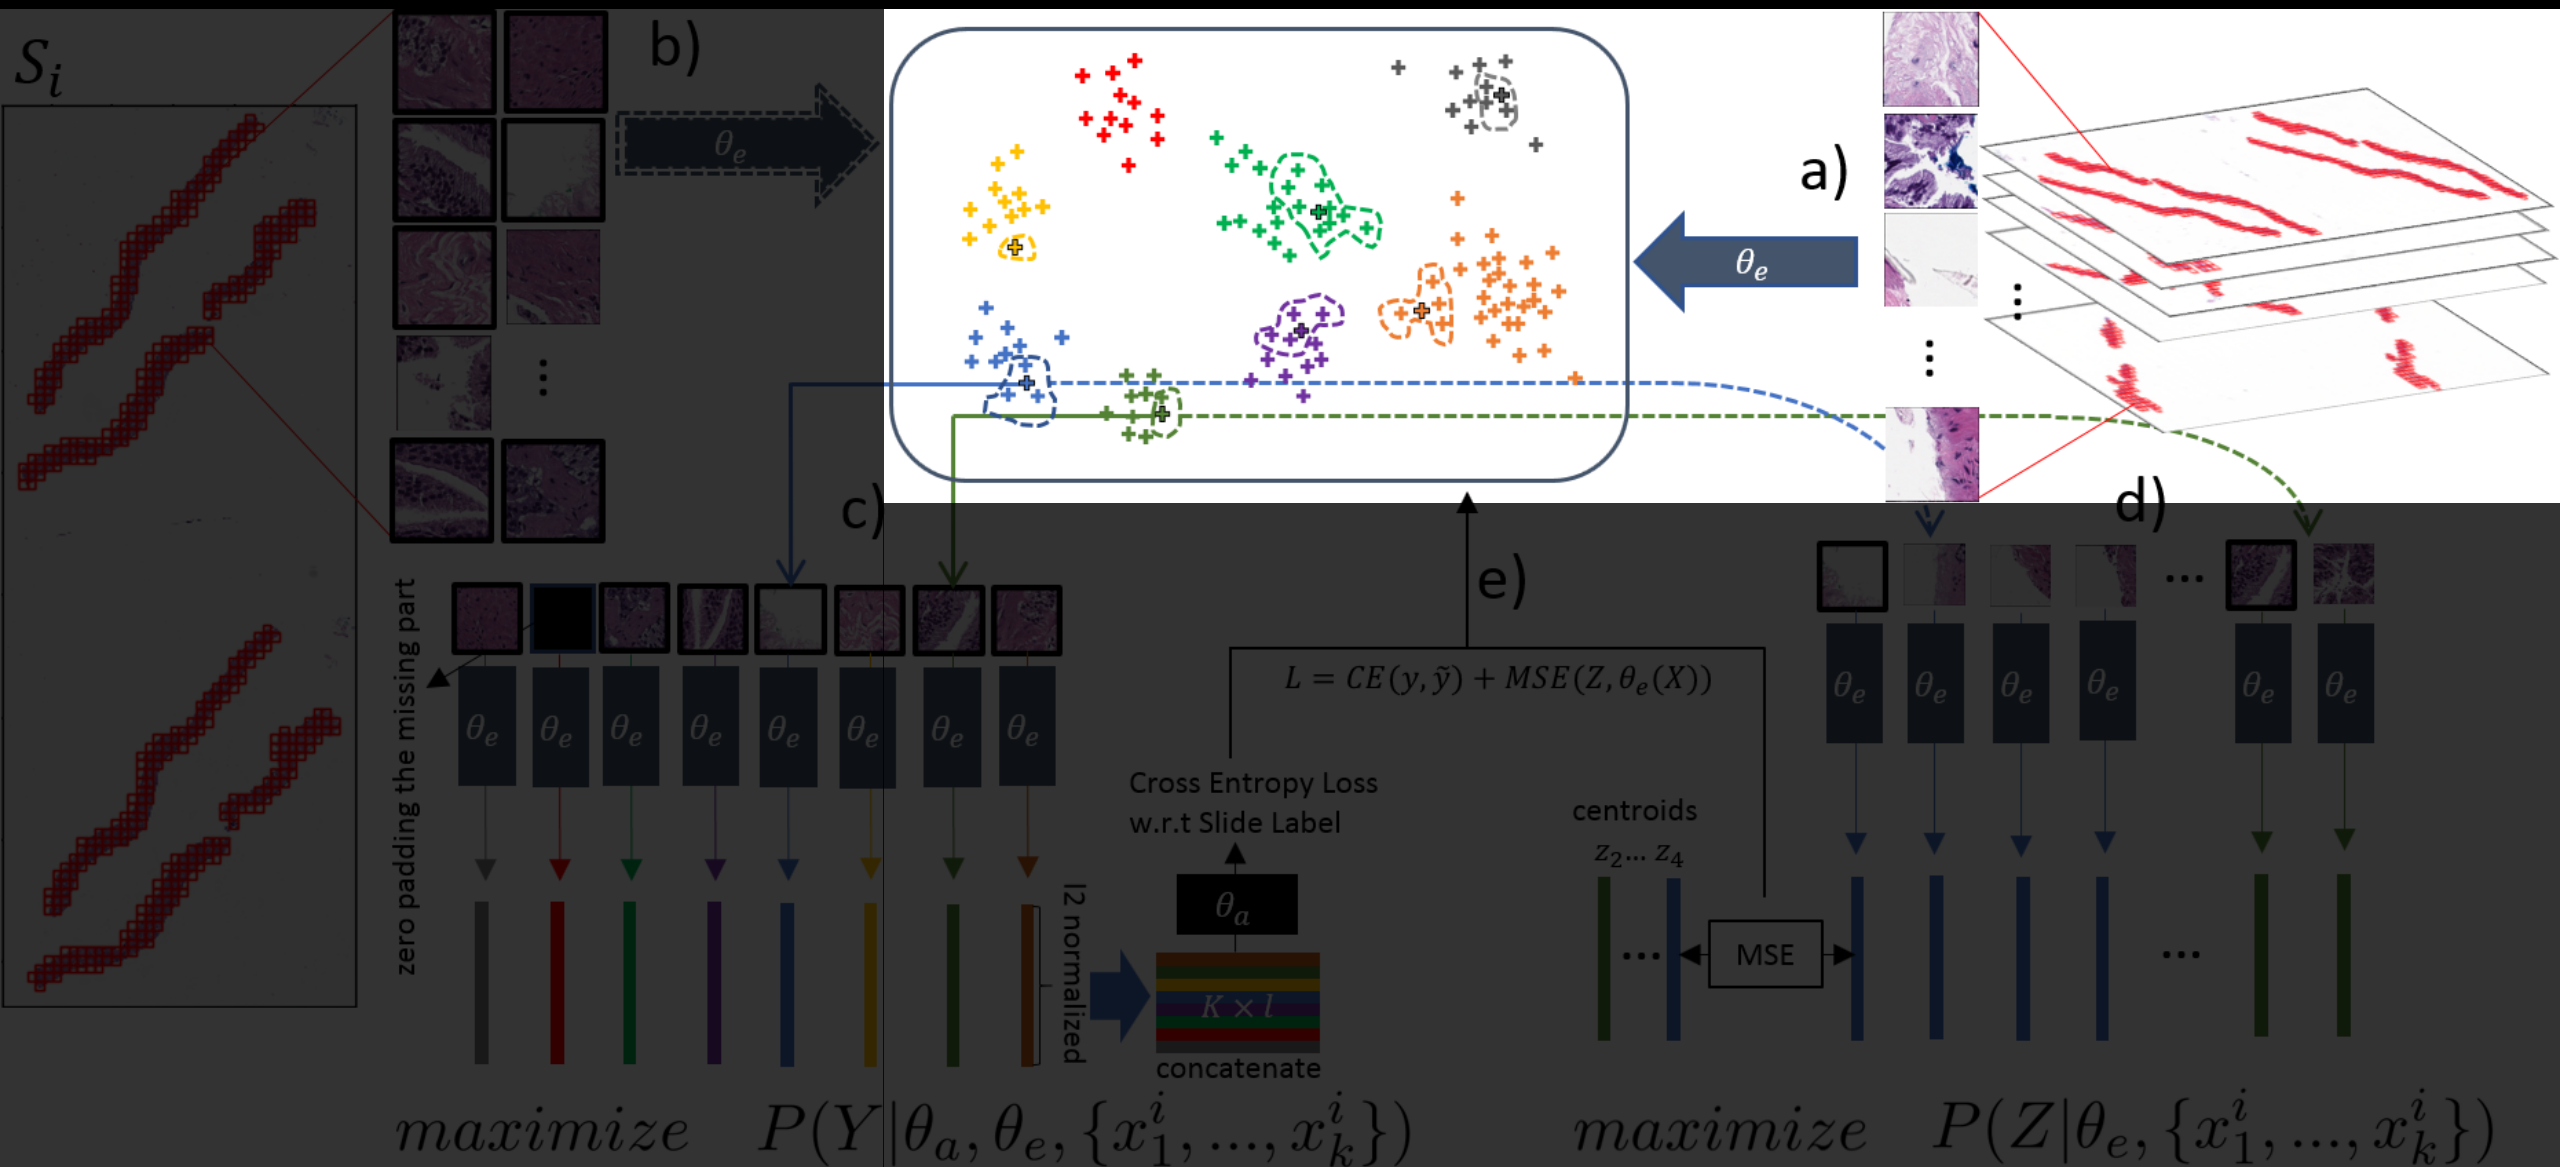 S_i
b)
θ_e
a)
θ_e
c)
d)
e)
zero padding the missing part
θ_e θ_e θ_e θ_e θ_e θ_e θ_e θ_e
l2 normalized
L = CE(y, ỹ) + MSE(Z, θ_e(X))
Cross Entropy Loss
w.r.t Slide Label
θ_a
K × l
concatenate
centroids
z_2... z_4
MSE
θ_e θ_e θ_e θ_e θ_e θ_e
maximize P(Y|θ_a, θ_e, {x_1^i, ..., x_k^i})
maximize P(Z|θ_e, {x_1^i, ..., x_k^i})